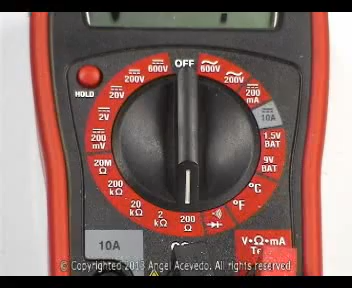 OFF
600V
200V
200 mA
10A
1.5V BAT
9V BAT
°C
°F
200 Ω
2 kΩ
20 kΩ
200 kΩ
20M Ω
200 mV
2V
20V
200V
600V
HOLD
10A
V•Ω•mA
© Copyrighted 2013 Angel Acevedo. All rights reserved